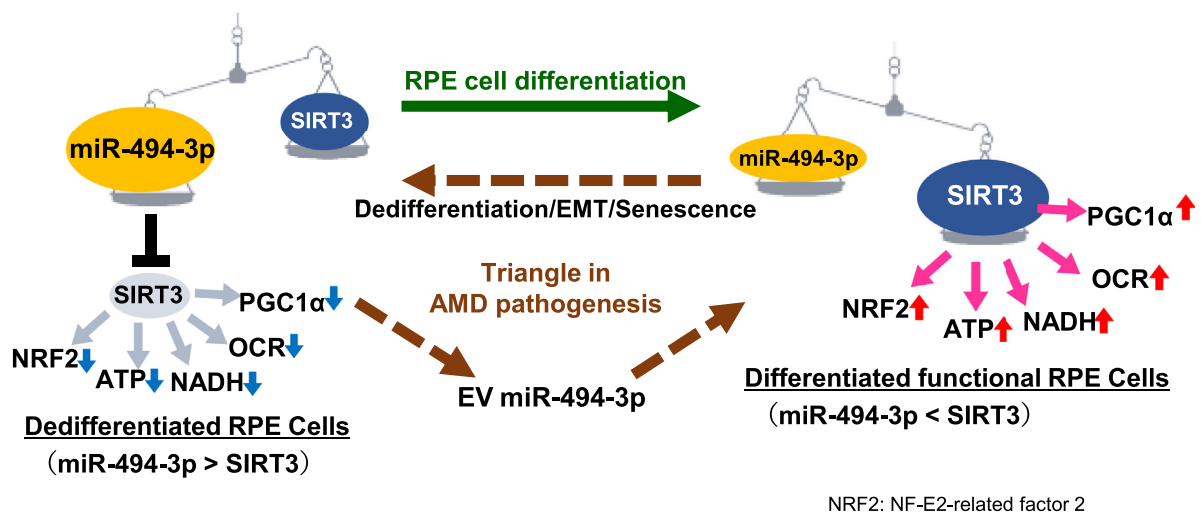 RPE cell differentiation
miR-494-3p
SIRT3
miR-494-3p
SIRT3
Dedifferentiation/EMT/Senescence
SIRT3
PGC1α
NRF2
ATP
NADH
OCR
Triangle in
AMD pathogenesis
EV miR-494-3p
PGC1α
OCR
NRF2
ATP
NADH
Dedifferentiated RPE Cells
（miR-494-3p > SIRT3）
Differentiated functional RPE Cells
（miR-494-3p < SIRT3）
NRF2: NF-E2-related factor 2